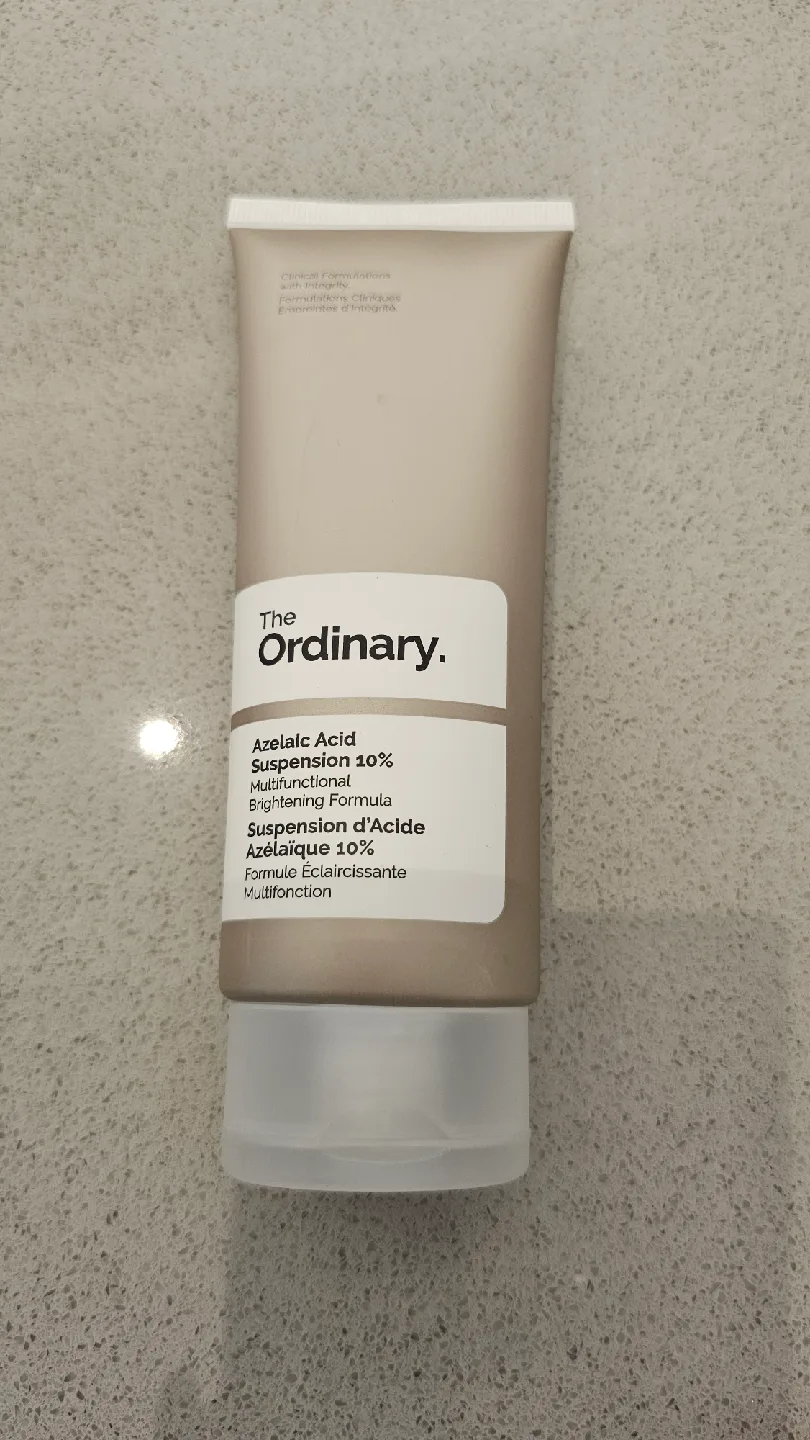 Clinical Formulations
with Integrity.
Formulations Cliniques
Empreintes d'Intégrité.
The
Ordinary.
Azelaic Acid
Suspension 10%
Multifunctional
Brightening Formula
Suspension d'Acide
Azélaïque 10%
Formule Éclaircissante
Multifonction